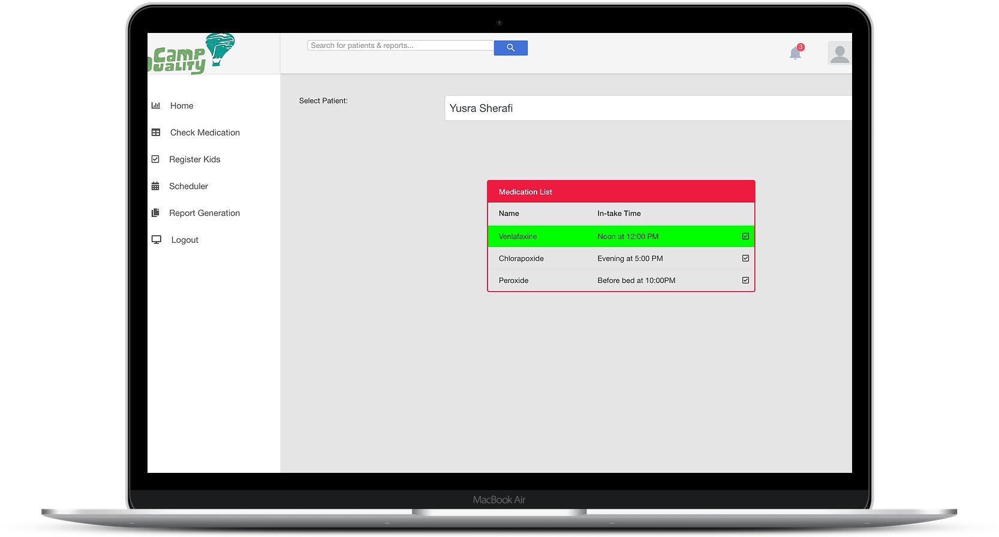 Camp
Quality
Search for patients & reports...
3
Home
Check Medication
Register Kids
Scheduler
Report Generation
Logout
Select Patient:
Yusra Sherafi
Medication List
Name In-take Time
Venlafaxine Noon at 12:00 PM
Chlorapoxide Evening at 5:00 PM
Peroxide Before bed at 10:00PM
MacBook Air